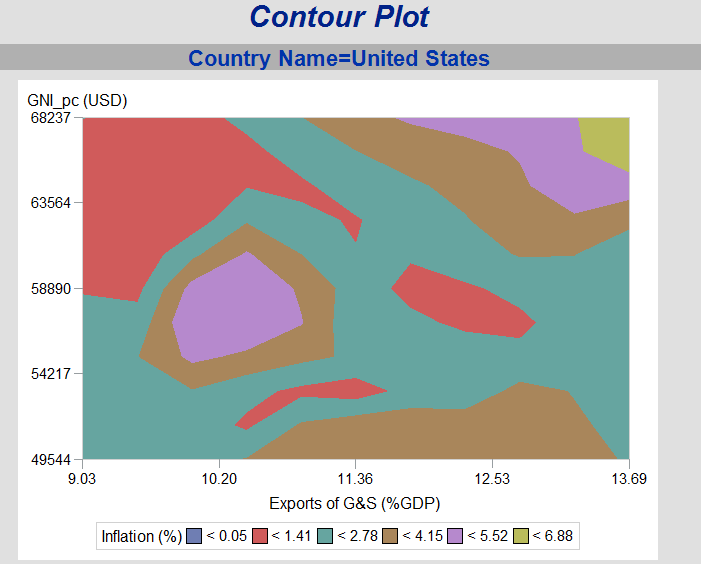 Contour Plot
Country Name=United States
GNI_pc (USD)
68237
63564
58890
54217
49544
9.03 10.20 11.36 12.53 13.69
Exports of G&S (%GDP)
Inflation (%) < 0.05 < 1.41 < 2.78 < 4.15 < 5.52 < 6.88